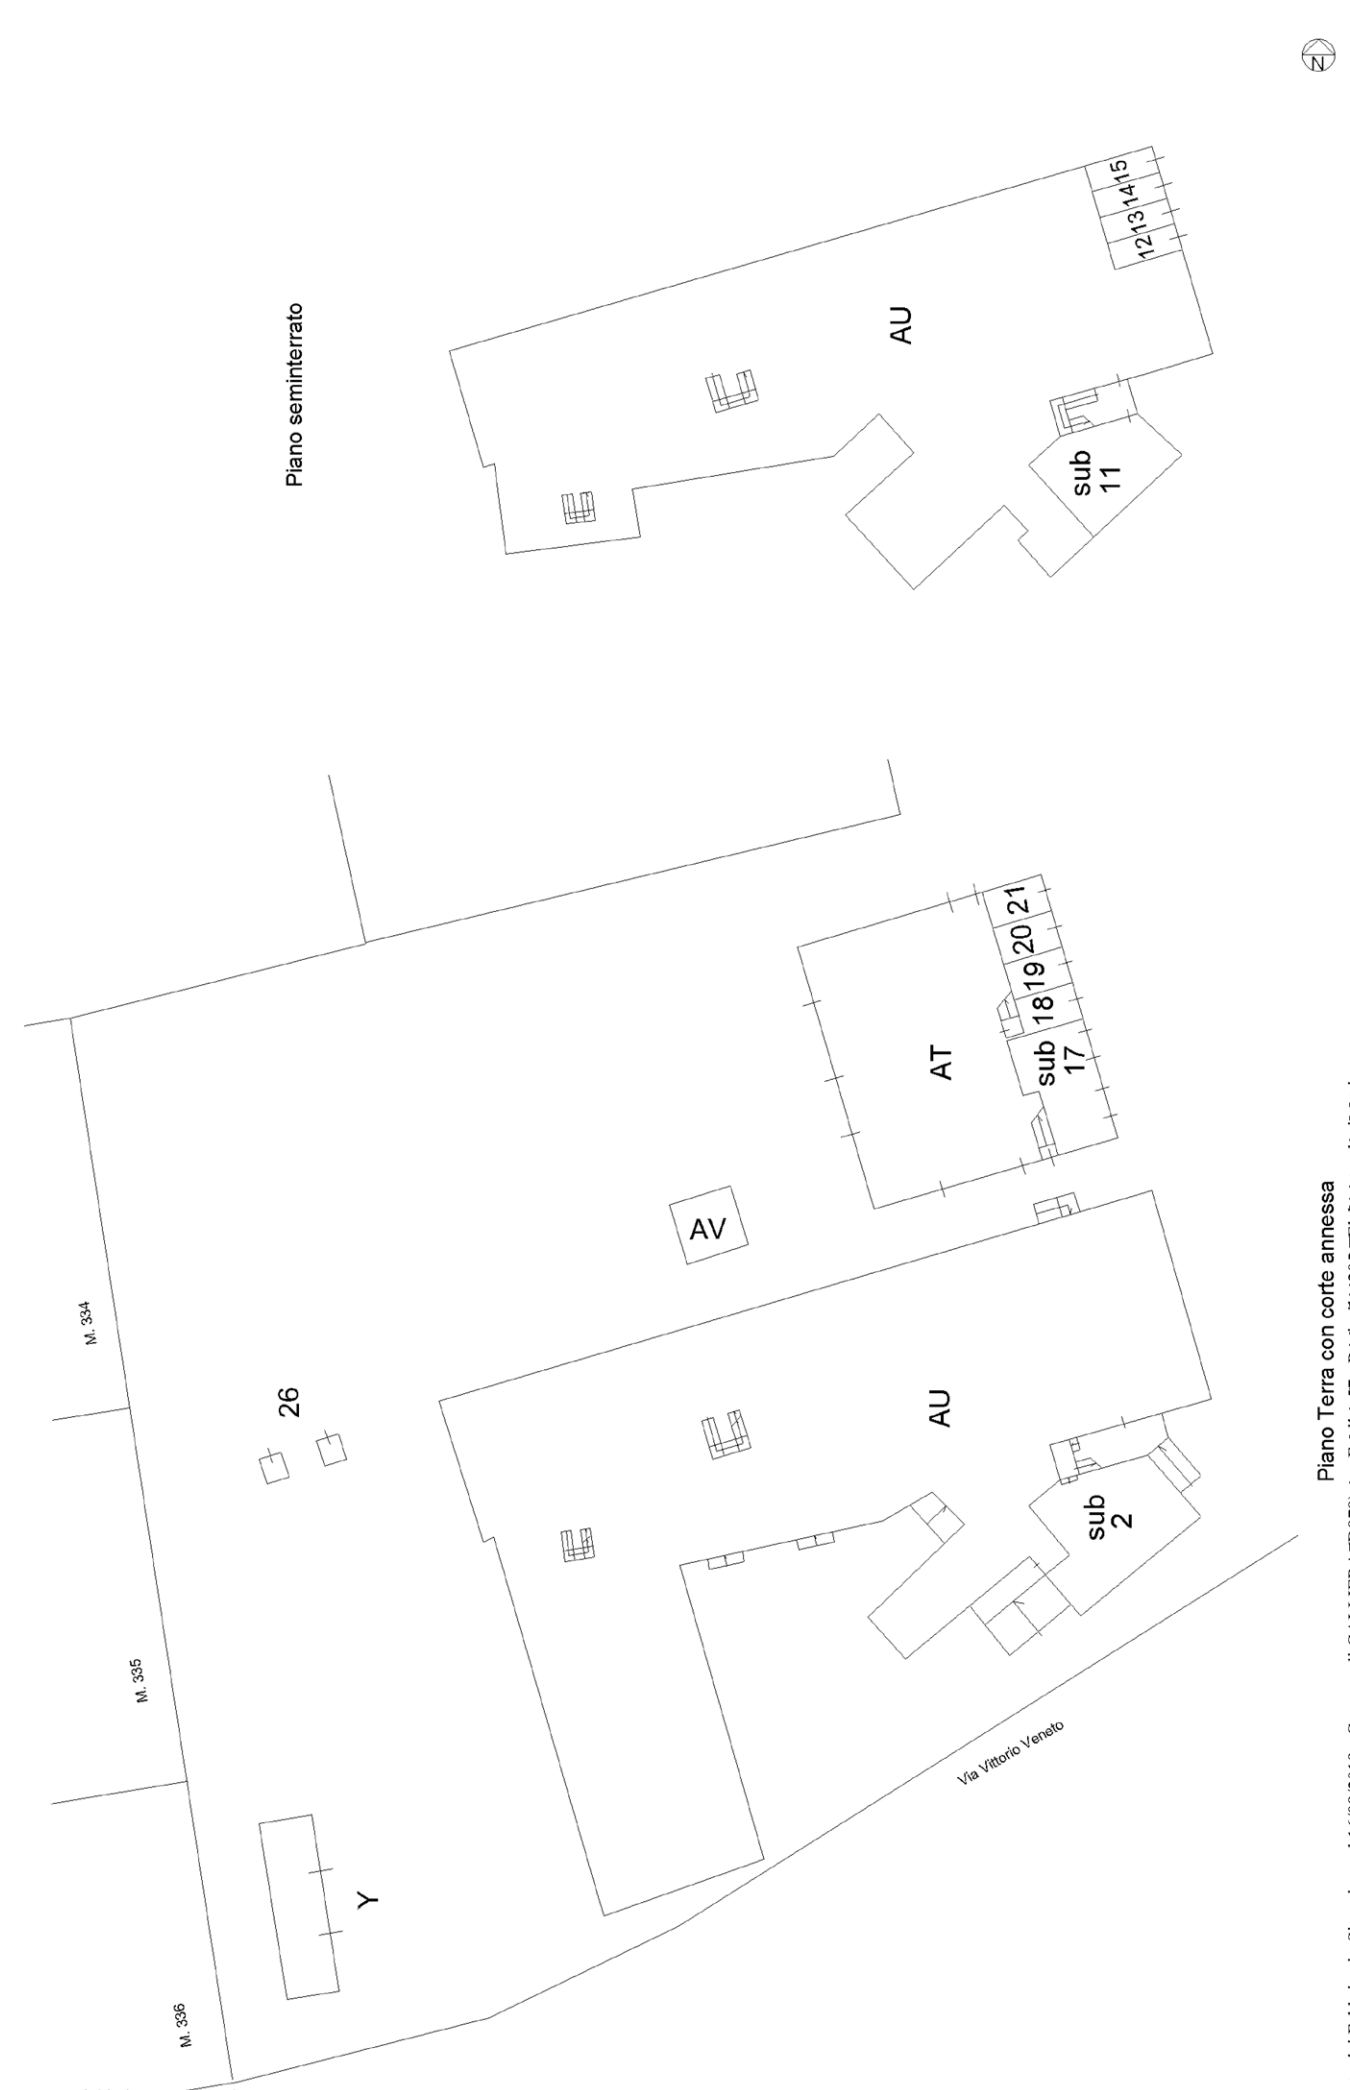 N
Piano seminterrato
AU
15
14
13
12
sub
11
AT
21
20
19
18
sub
17
AV
M. 334
26
AU
sub
2
M. 335
Via Vittorio Veneto
Y
M. 336
Piano Terra con corte annessa